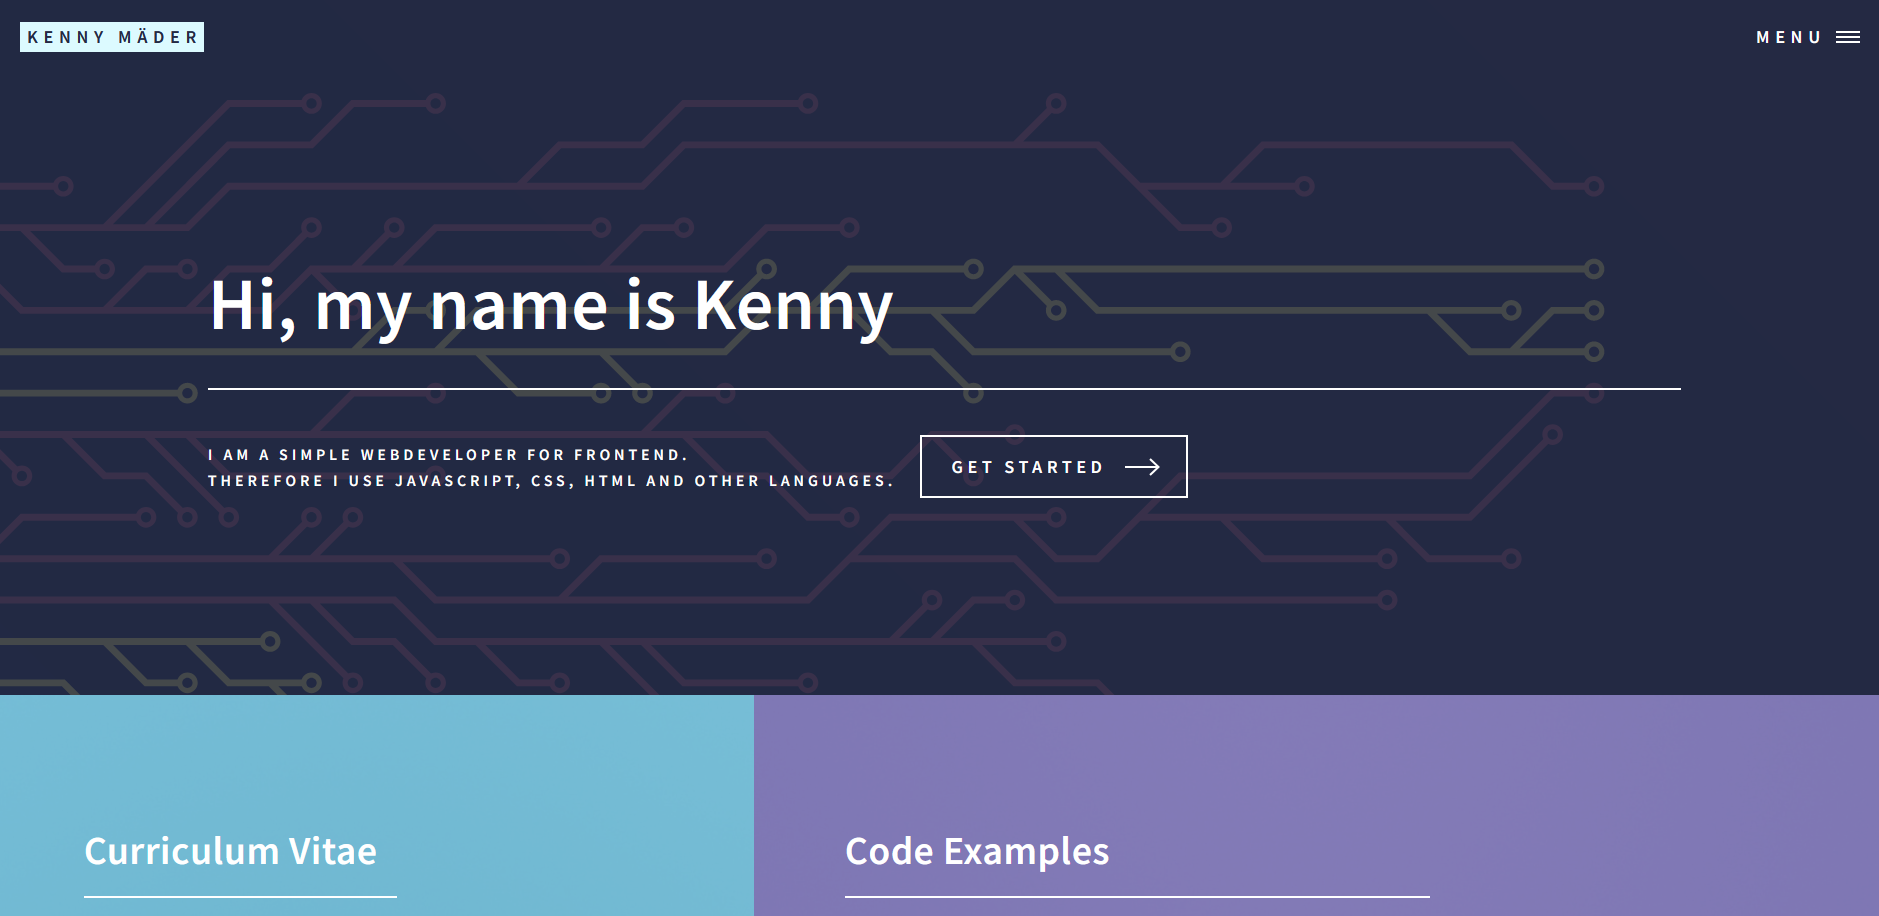 KENNY MÄDER
MENU
Hi, my name is Kenny
I AM A SIMPLE WEBDEVELOPER FOR FRONTEND.
THEREFORE I USE JAVASCRIPT, CSS, HTML AND OTHER LANGUAGES.
GET STARTED
Curriculum Vitae
Code Examples